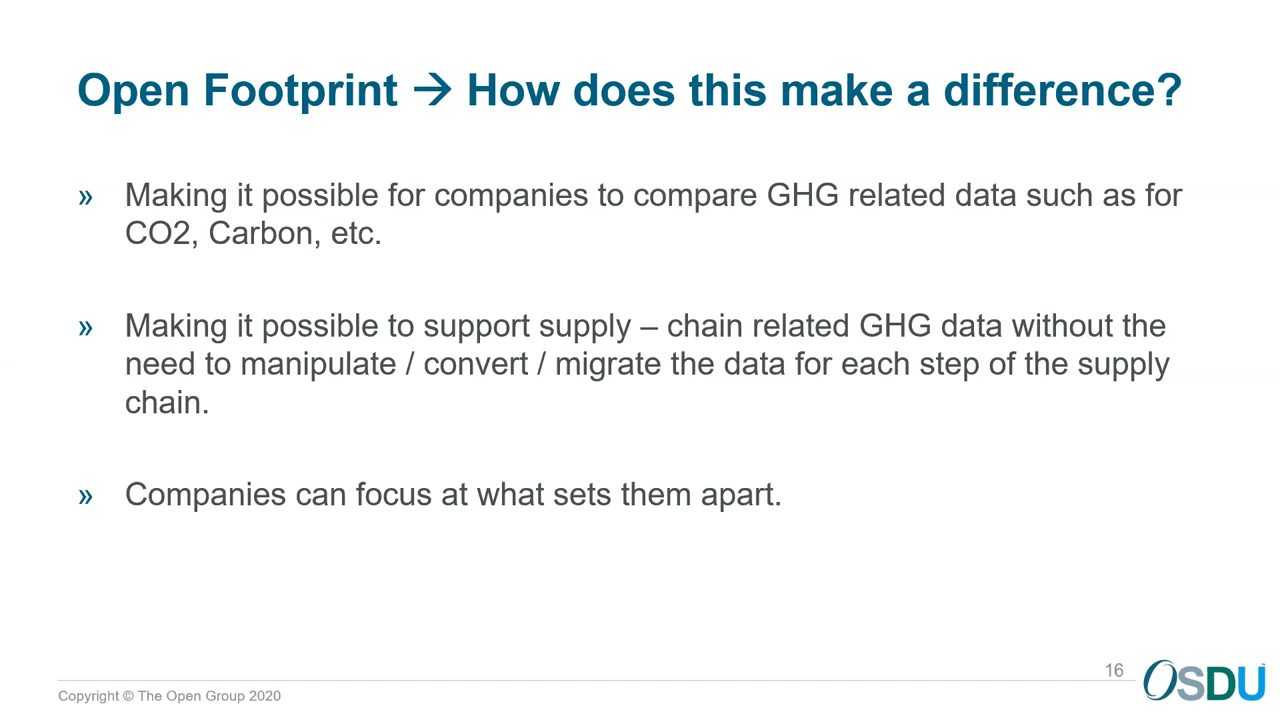 Open Footprint → How does this make a difference?
» Making it possible for companies to compare GHG related data such as for
CO2, Carbon, etc.
» Making it possible to support supply – chain related GHG data without the
need to manipulate / convert / migrate the data for each step of the supply
chain.
» Companies can focus at what sets them apart.
16
Copyright © The Open Group 2020
OSDU